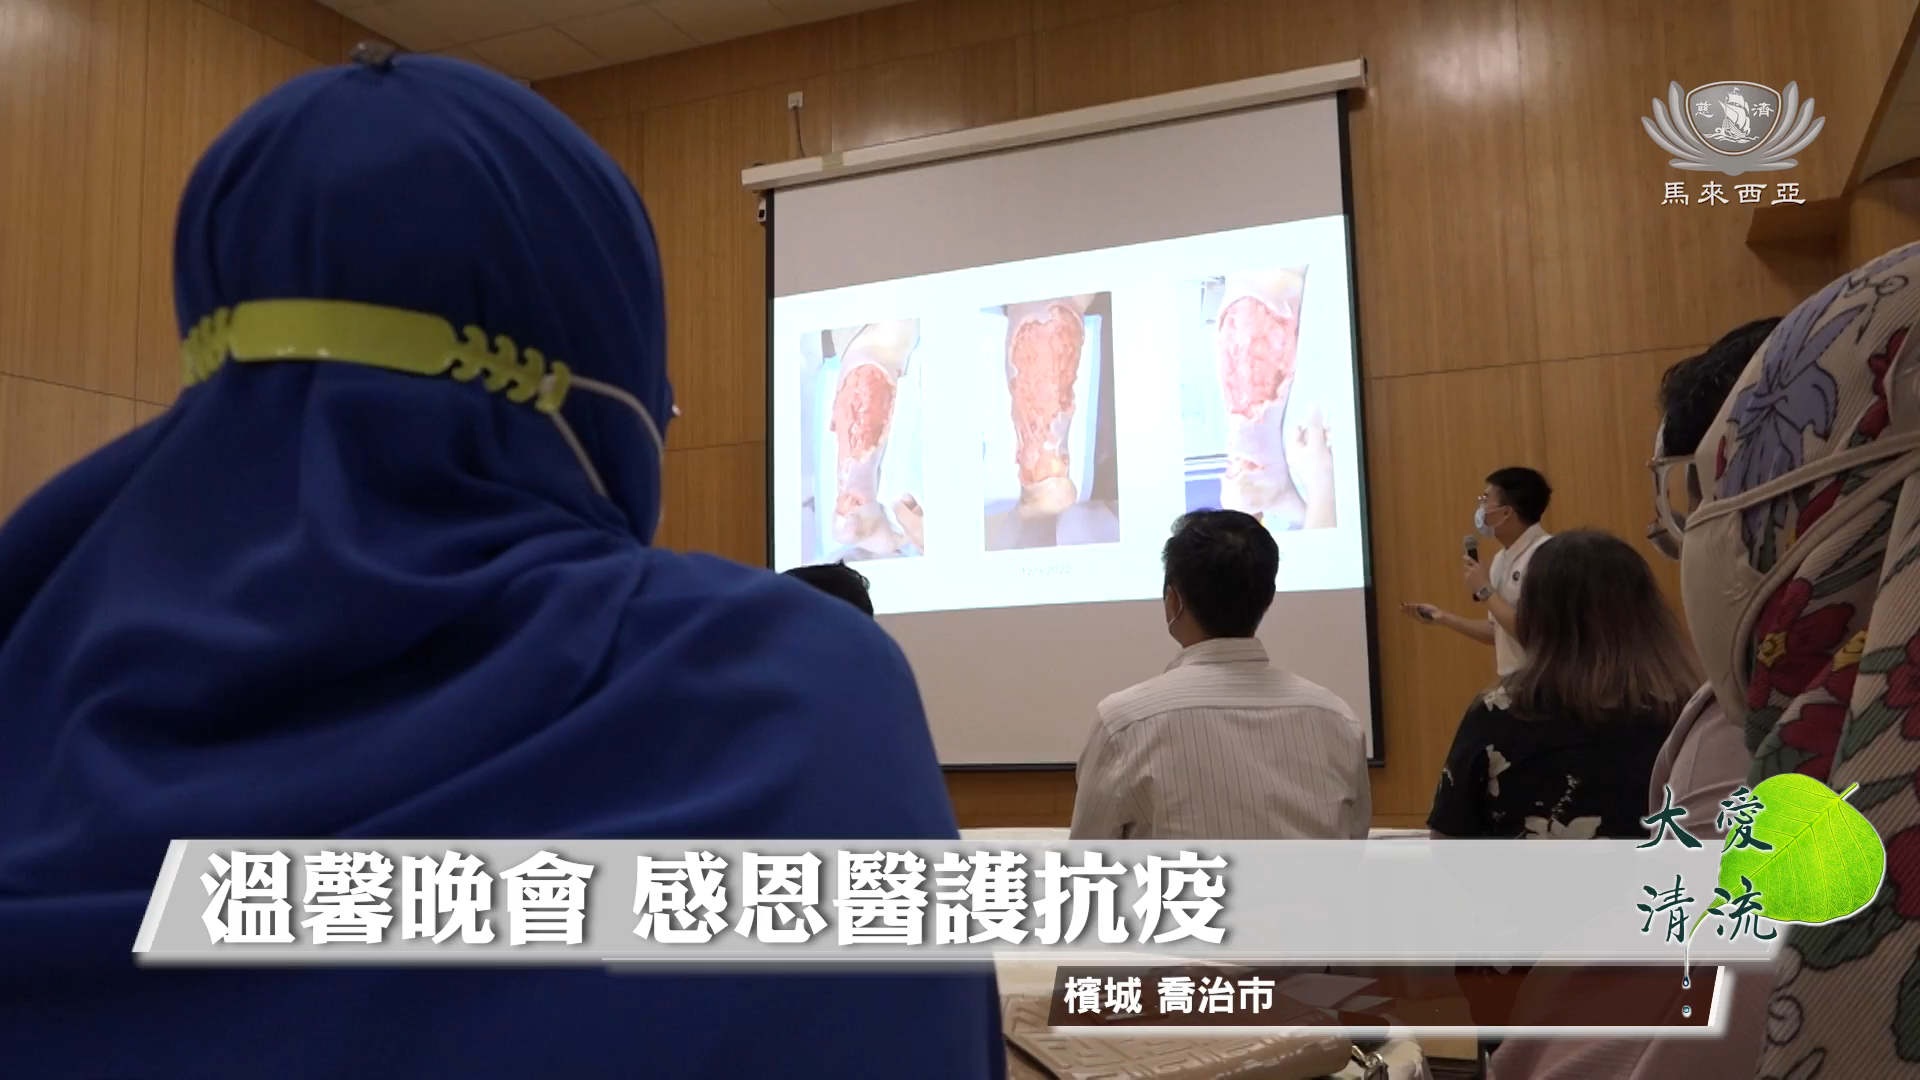 慈濟
馬來西亞
大愛
清流
溫馨晚會 感恩醫護抗疫
檳城 喬治市